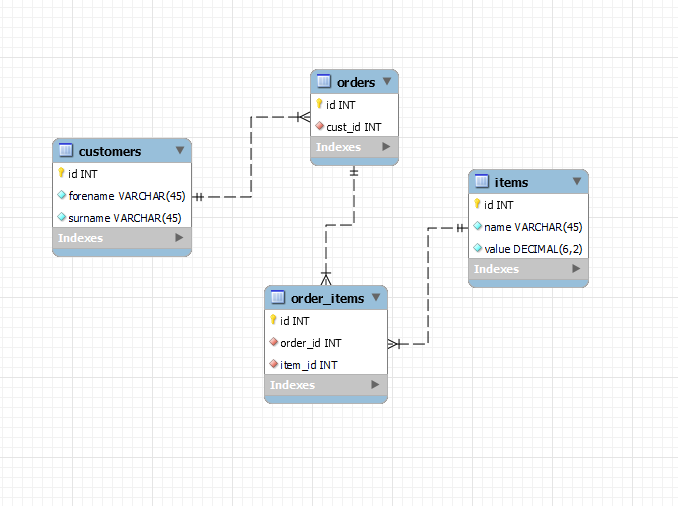 orders
id INT
cust_id INT
Indexes
customers
id INT
forename VARCHAR(45)
surname VARCHAR(45)
Indexes
items
id INT
name VARCHAR(45)
value DECIMAL(6,2)
Indexes
order_items
id INT
order_id INT
item_id INT
Indexes